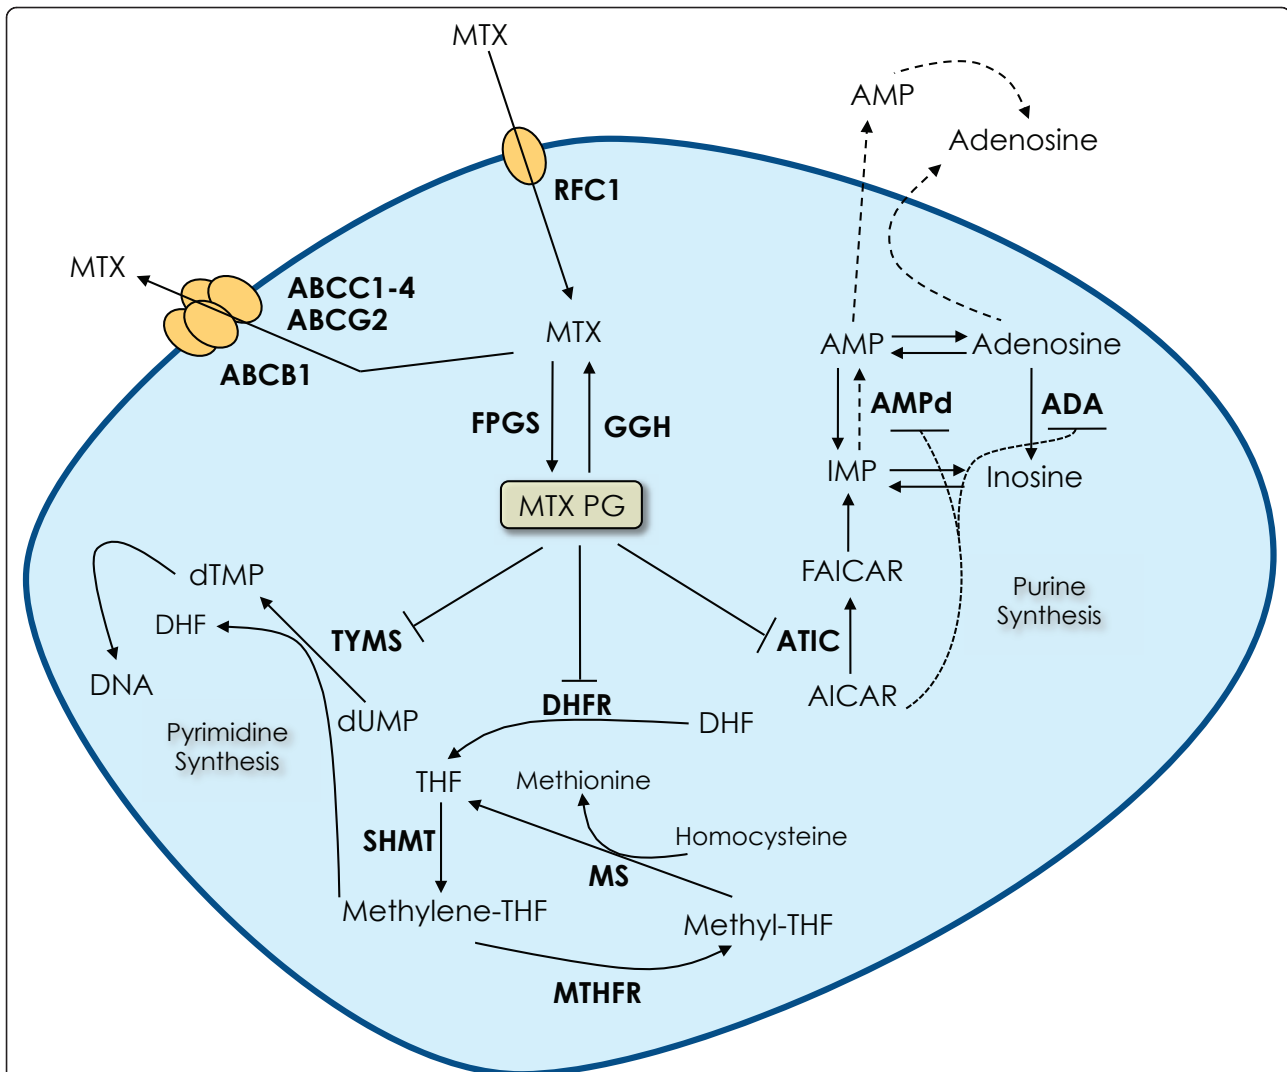 MTX
AMP
Adenosine
RFC1
MTX
ABCC1-4
ABCG2
ABCB1
MTX
AMP
Adenosine
FPGS
GGH
AMPd
ADA
IMP
Inosine
MTX PG
FAICAR
Purine
Synthesis
dTMP
DHF
TYMS
ATIC
DNA
AICAR
DHFR
dUMP
DHF
Pyrimidine
Synthesis
THF
Methionine
SHMT
Homocysteine
MS
Methylene-THF
Methyl-THF
MTHFR